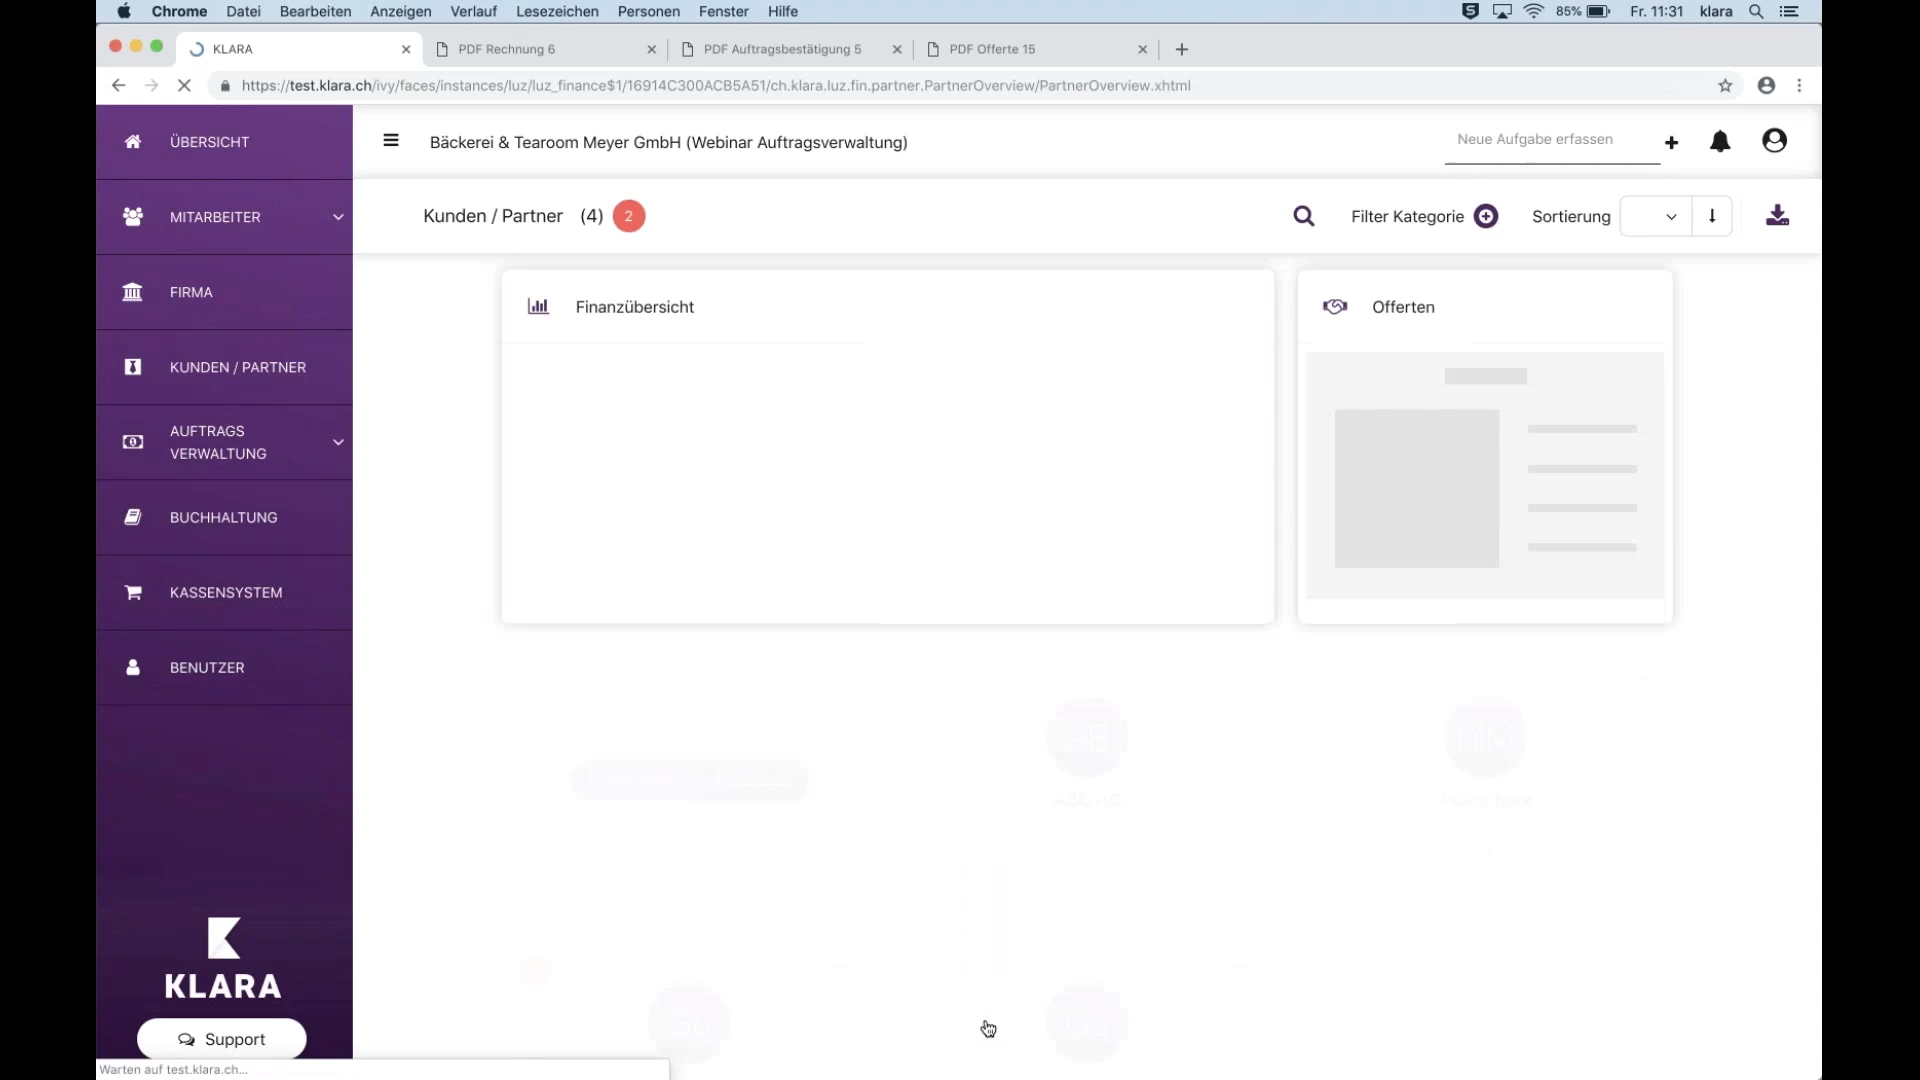 Chrome Datei Bearbeiten Anzeigen Verlauf Lesezeichen Personen Fenster Hilfe 85% Fr. 11:31 klara
KLARA PDF Rechnung 6 PDF Auftragsbestätigung 5 PDF Offerte 15
https://test.klara.ch/ivy/faces/instances/luz/luz_finance$1/16914C300ACB5A51/ch.klara.luz.fin.partner.PartnerOverview/PartnerOverview.xhtml
ÜBERSICHT
MITARBEITER
FIRMA
KUNDEN / PARTNER
AUFTRAGS
VERWALTUNG
BUCHHALTUNG
KASSENSYSTEM
BENUTZER
KLARA
Support
Warten auf test.klara.ch...
Bäckerei & Tearoom Meyer GmbH (Webinar Auftragsverwaltung)
Neue Aufgabe erfassen
Kunden / Partner (4) 2
Filter Kategorie
Sortierung
Finanzübersicht
Offerten
AB
MM